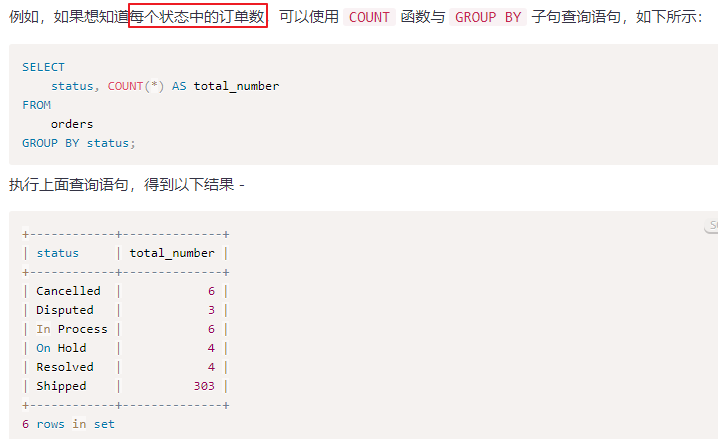 例如，如果想知道每个状态中的订单数，可以使用 COUNT 函数与 GROUP BY 子句查询语句，如下所示：
SELECT
    status, COUNT(*) AS total_number
FROM
    orders
GROUP BY status;
执行上面查询语句，得到以下结果 -
+------------+--------------+
| status     | total_number |
+------------+--------------+
| Cancelled  |            6 |
| Disputed   |            3 |
| In Process |            6 |
| On Hold    |            4 |
| Resolved   |            4 |
| Shipped    |          303 |
+------------+--------------+
6 rows in set